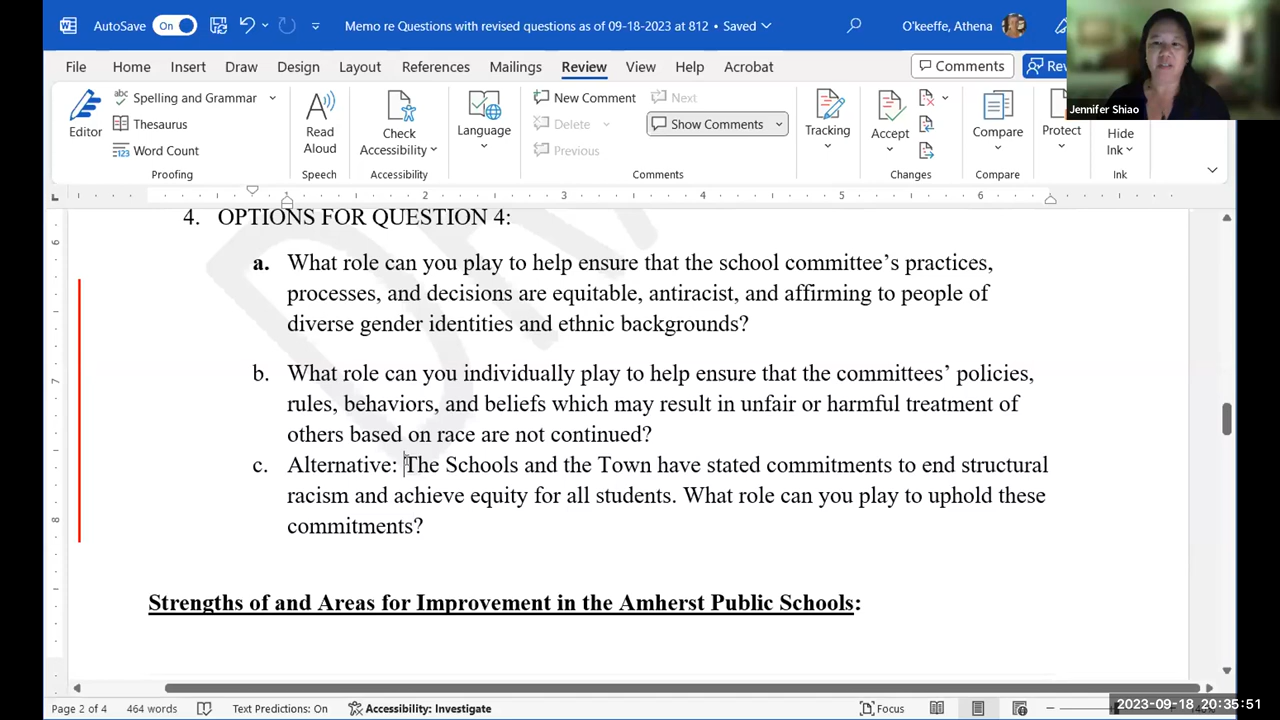 AutoSave On Memo re Questions with revised questions as of 09-18-2023 at 812 • Saved O'keeffe, Athena
File Home Insert Draw Design Layout References Mailings Review View Help Acrobat Comments
Jennifer Shiao
Editor
abc Spelling and Grammar
Thesaurus
123 Word Count
Proofing
A Read Aloud
Speech
Check Accessibility
Accessibility
Language
New Comment
Delete
Previous
Next
Show Comments
Comments
Tracking
Accept
Changes
Compare
Compare
Protect
Hide Ink
Ink
1 2 3 4 5 6
4. OPTIONS FOR QUESTION 4:
a. What role can you play to help ensure that the school committee’s practices,
processes, and decisions are equitable, antiracist, and affirming to people of
diverse gender identities and ethnic backgrounds?
b. What role can you individually play to help ensure that the committees’ policies,
rules, behaviors, and beliefs which may result in unfair or harmful treatment of
others based on race are not continued?
c. Alternative: The Schools and the Town have stated commitments to end structural
racism and achieve equity for all students. What role can you play to uphold these
commitments?
Strengths of and Areas for Improvement in the Amherst Public Schools:
Page 2 of 4 464 words Text Predictions: On Accessibility: Investigate Focus
2023-09-18 20:35:51